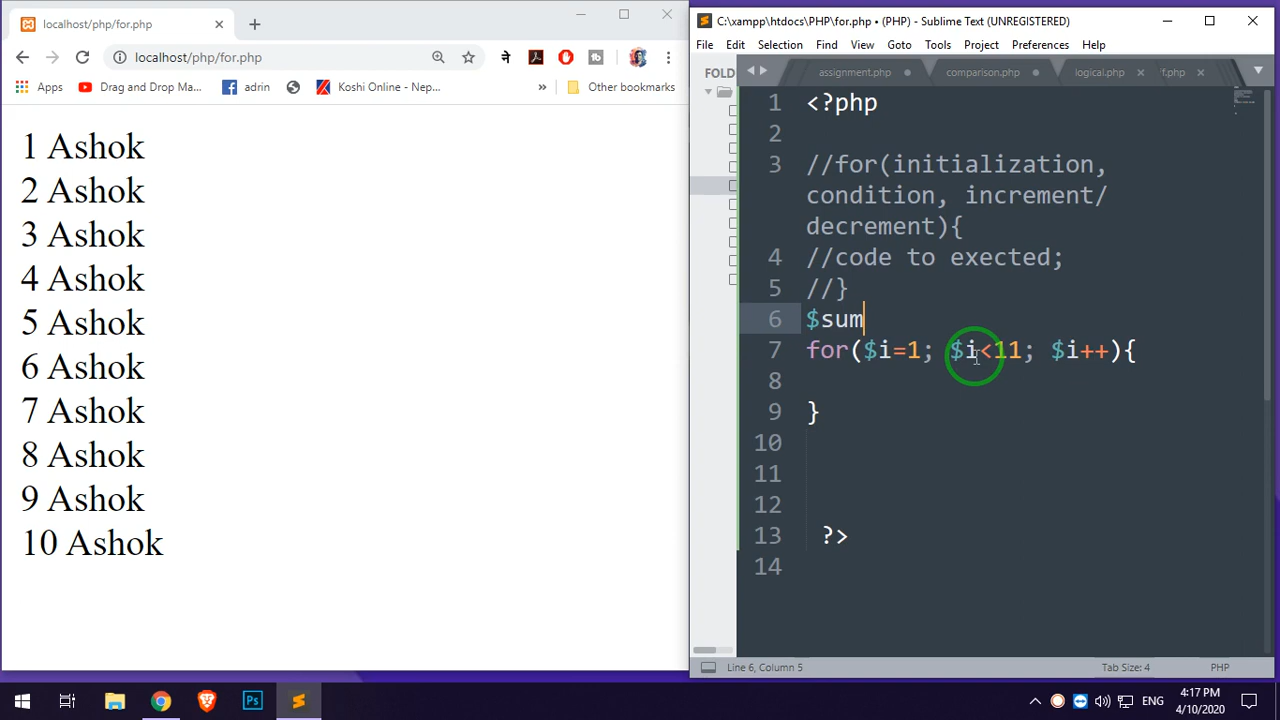 localhost/php/for.php
localhost/php/for.php
ने
Apps
Drag and Drop Ma...
adrin
Koshi Online - Nep...
»
Other bookmarks
1 Ashok
2 Ashok
3 Ashok
4 Ashok
5 Ashok
6 Ashok
7 Ashok
8 Ashok
9 Ashok
10 Ashok
C:\xampp\htdocs\PHP\for.php • (PHP) - Sublime Text (UNREGISTERED)
File Edit Selection Find View Goto Tools Project Preferences Help
FOLD
assignment.php
comparison.php
logical.php
f.php
1 <?php
2
3 //for(initialization,
condition, increment/
decrement){
4 //code to exected;
5 //}
6 $sum
7 for($i=1; $i<11; $i++){
8
9 }
10
11
12
13 ?>
14
Line 6, Column 5
Tab Size: 4
PHP
Ps
ENG
4:17 PM
4/10/2020